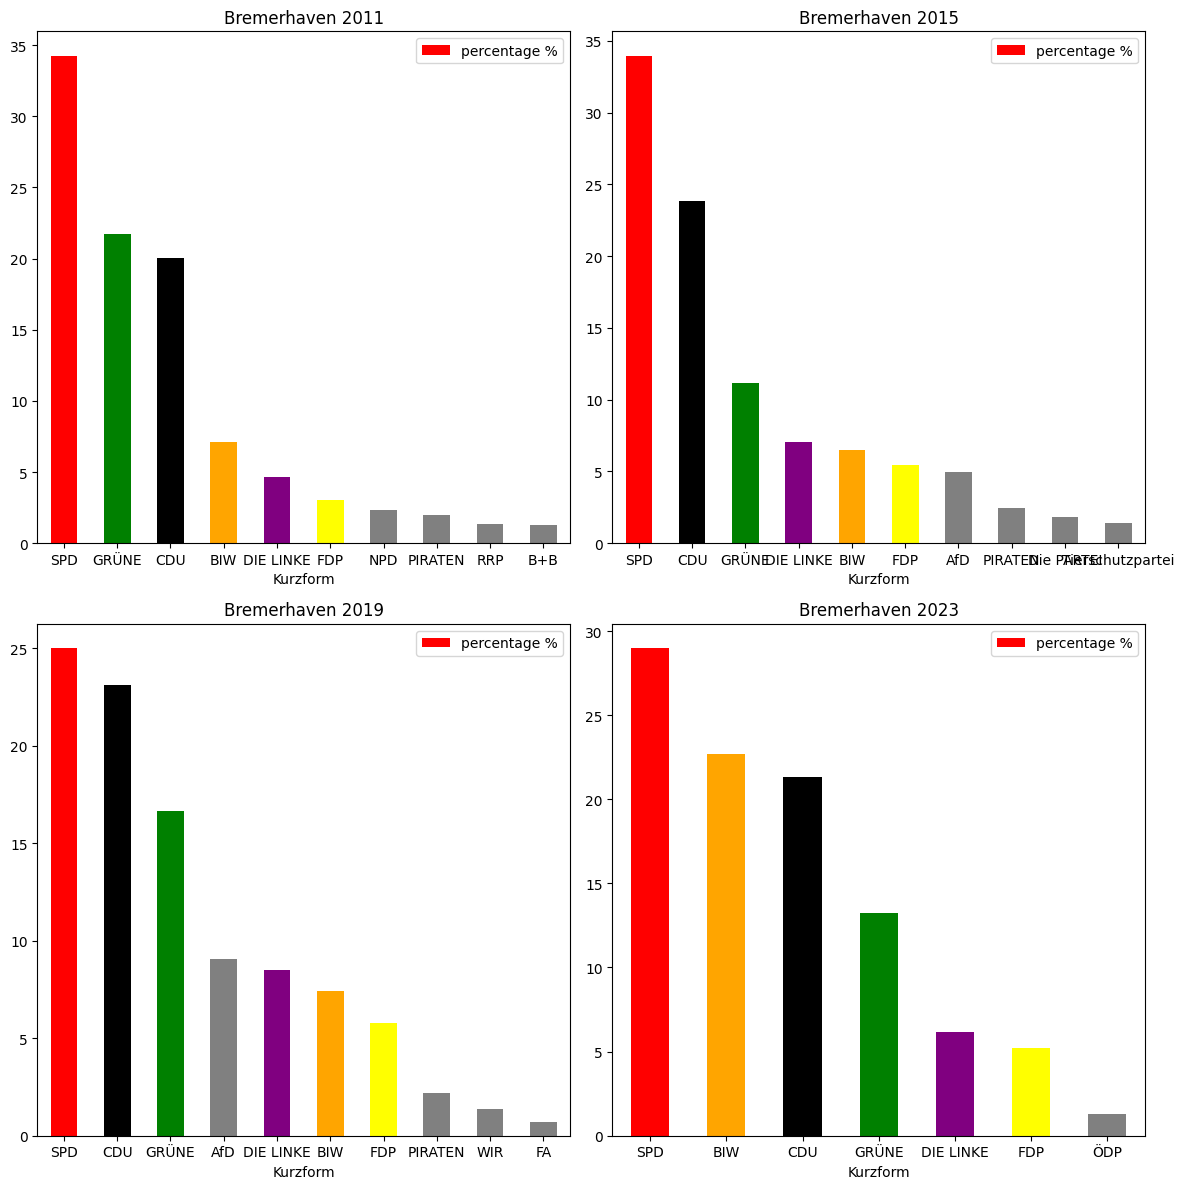 Bremerhaven 2011
percentage %
35
30
25
20
15
10
5
0
SPD GRÜNE CDU BIW DIE LINKE FDP NPD PIRATEN RRP B+B
Kurzform
Bremerhaven 2015
percentage %
35
30
25
20
15
10
5
0
SPD CDU GRÜNE DIE LINKE BIW FDP AfD PIRATEN Die PARTEI Tierschutzpartei
Kurzform
Bremerhaven 2019
percentage %
25
20
15
10
5
0
SPD CDU GRÜNE AfD DIE LINKE BIW FDP PIRATEN WIR FA
Kurzform
Bremerhaven 2023
percentage %
30
25
20
15
10
5
0
SPD BIW CDU GRÜNE DIE LINKE FDP ÖDP
Kurzform